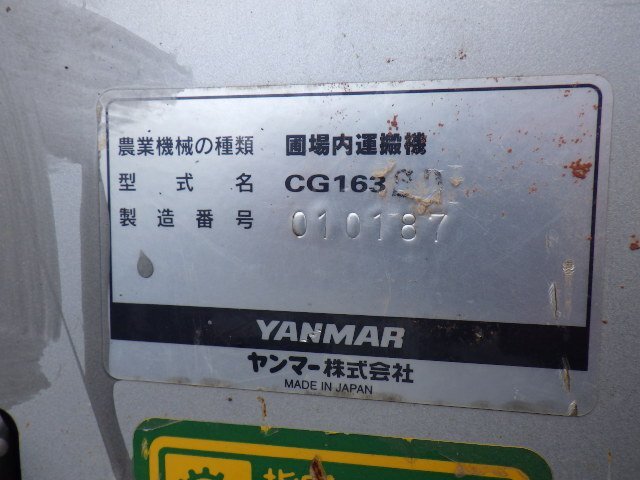 農業機械の種類 圃場内運搬機
型式名 CG163
製造番号 010187
YANMAR
ヤンマー株式会社
MADE IN JAPAN